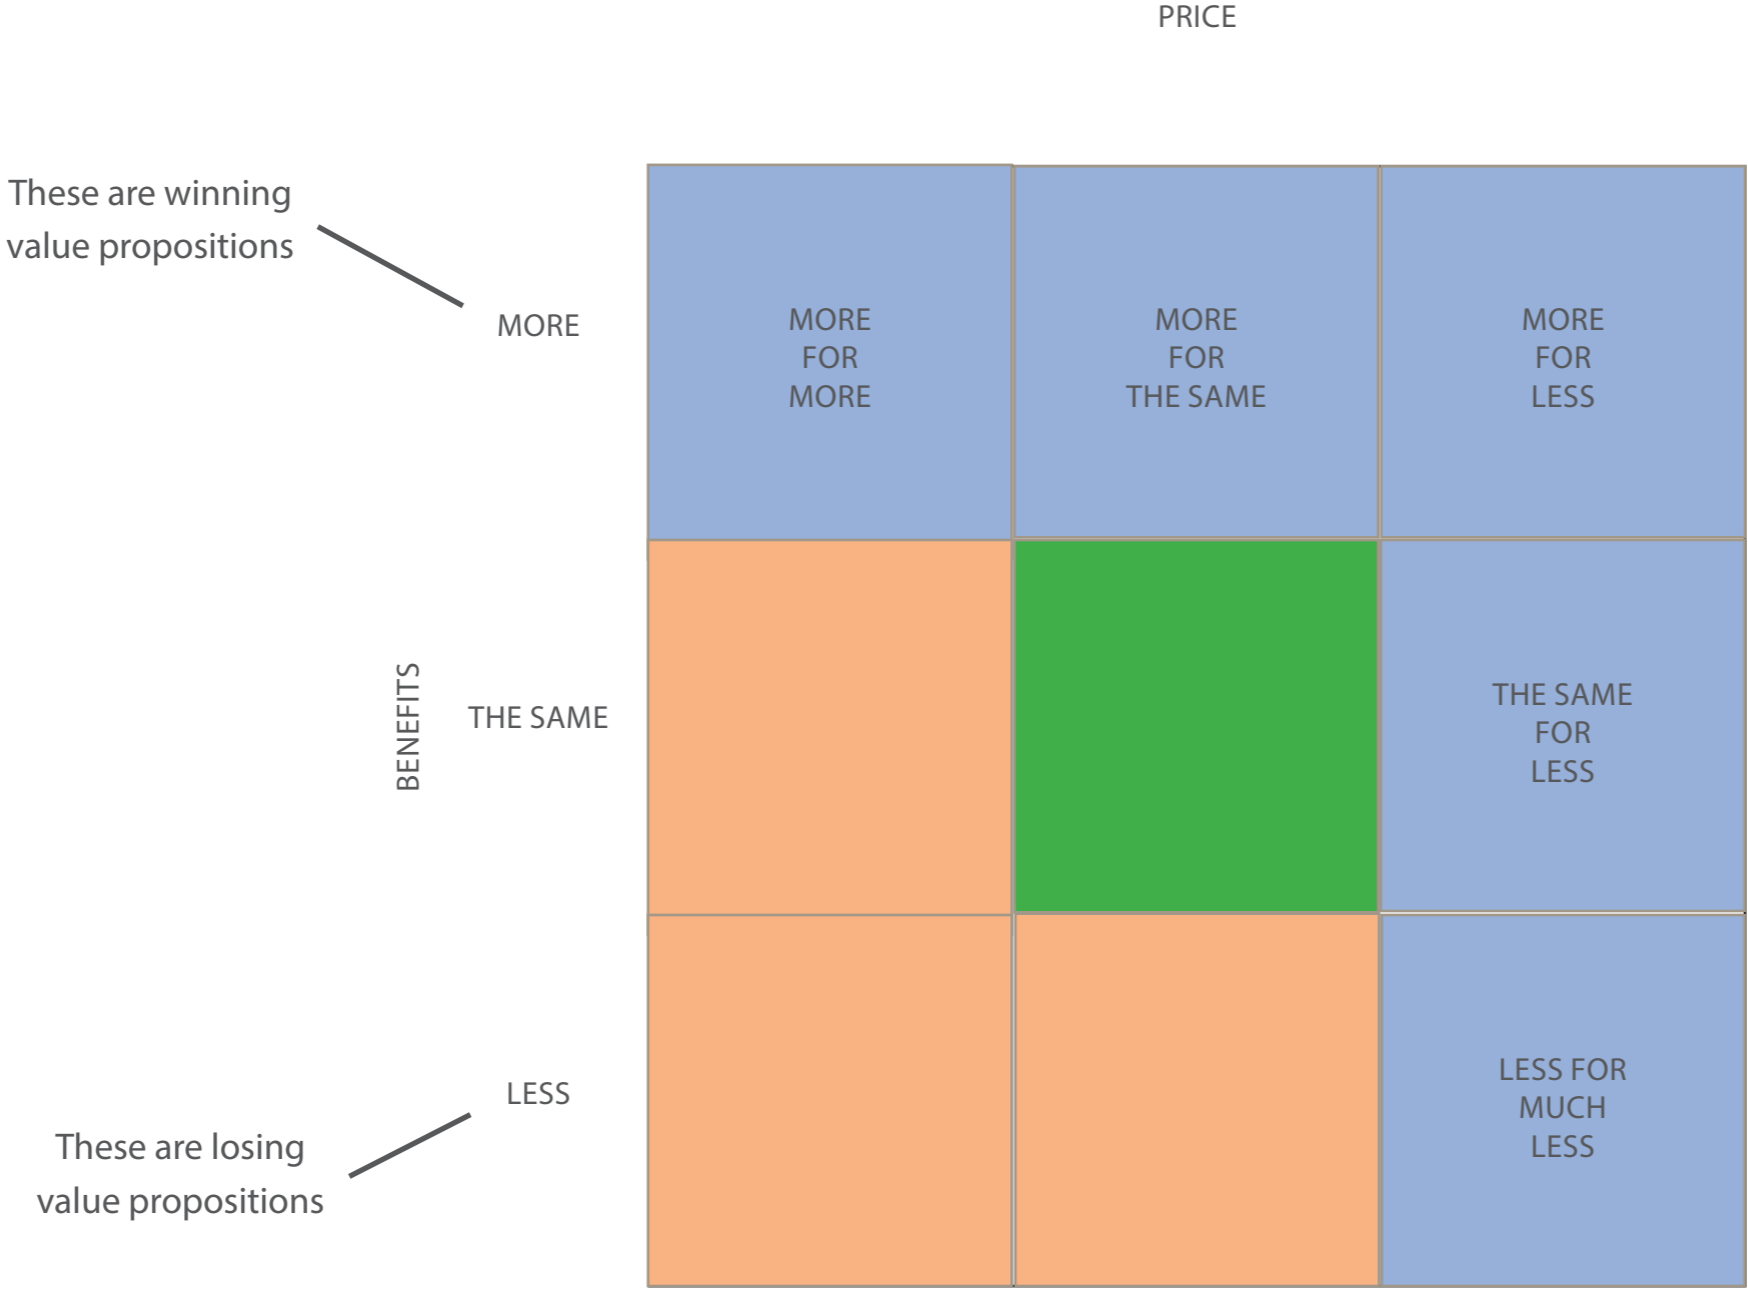 PRICE
These are winning
value propositions
MORE
MORE
FOR
MORE
MORE
FOR
THE SAME
MORE
FOR
LESS
BENEFITS
THE SAME
THE SAME
FOR
LESS
LESS
LESS FOR
MUCH
LESS
These are losing
value propositions